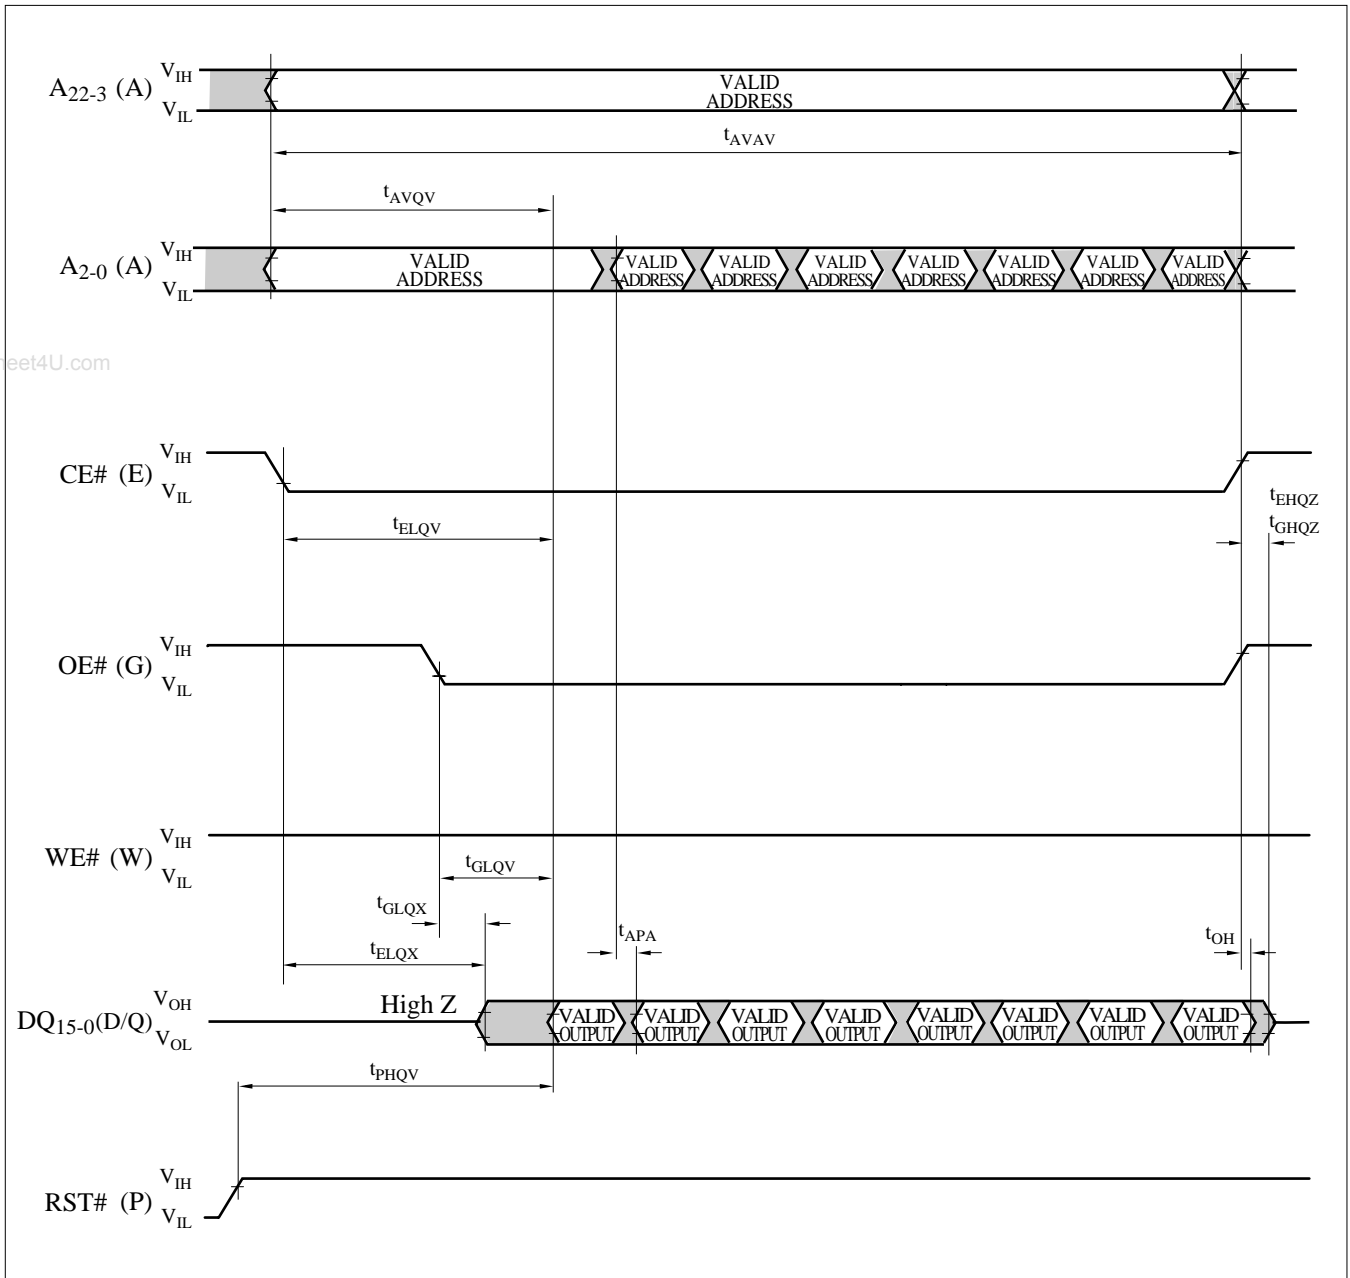 A22-3 (A) VIH
VIL
VALID
ADDRESS
tAVAV
tAVQV
A2-0 (A) VIH
VIL
VALID
ADDRESS
VALID
ADDRESS
VALID
ADDRESS
VALID
ADDRESS
VALID
ADDRESS
VALID
ADDRESS
VALID
ADDRESS
VALID
ADDRESS
eet4U.com
CE# (E) VIH
VIL
tELQV
tEHQZ
tGHQZ
OE# (G) VIH
VIL
WE# (W) VIH
VIL
tGLQV
tGLQX
tELQX
tAPA
tOH
DQ15-0(D/Q) VOH
VOL
High Z
VALID
OUTPUT
VALID
OUTPUT
VALID
OUTPUT
VALID
OUTPUT
VALID
OUTPUT
VALID
OUTPUT
VALID
OUTPUT
VALID
OUTPUT
tPHQV
RST# (P) VIH
VIL